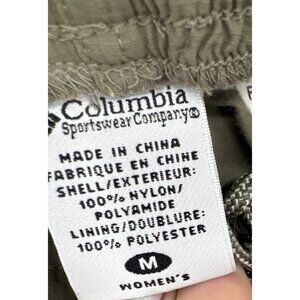 Columbia
Sportswear Company®
MADE IN CHINA
FABRIQUE EN CHINE
SHELL/EXTERIEUR:
100% NYLON/
POLYAMIDE
LINING/DOUBLURE:
100% POLYESTER
M
WOMEN'S